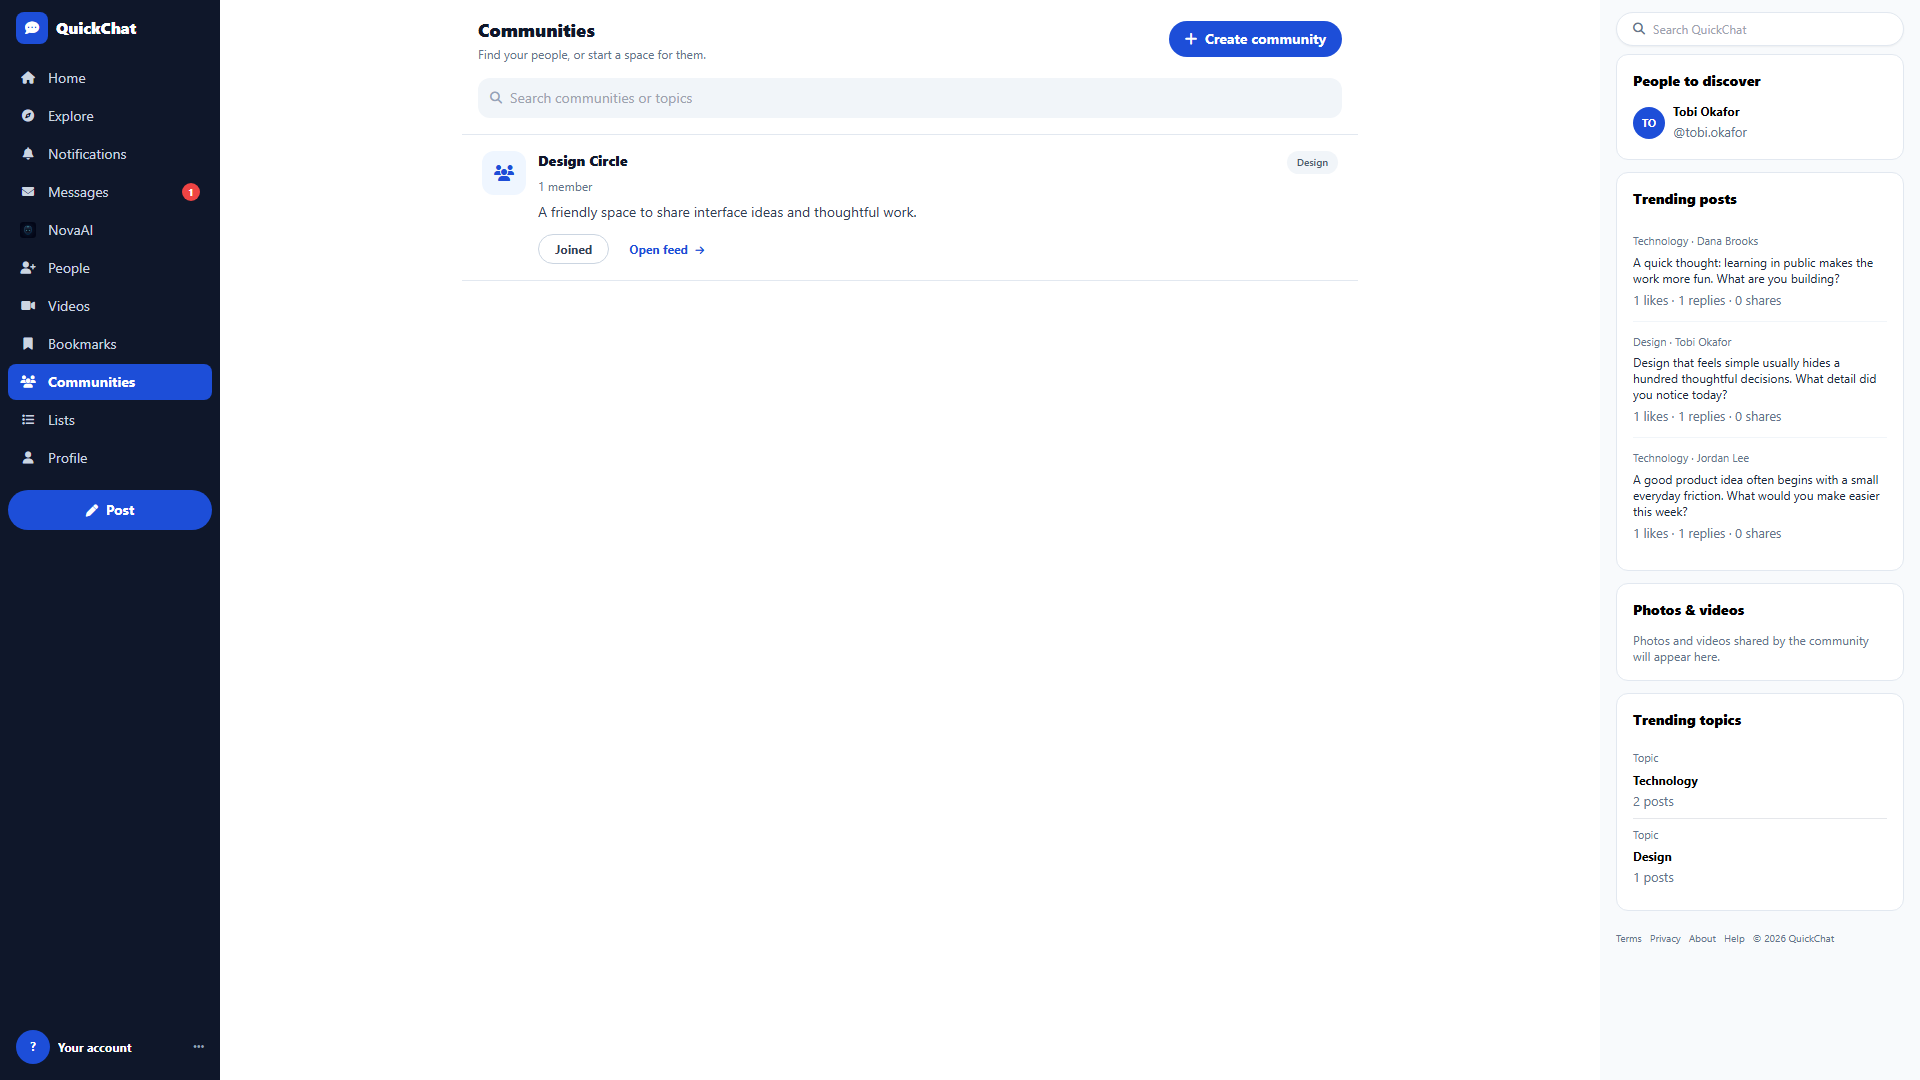 QuickChat
Home
Explore
Notifications
Messages
1
NovaAI
People
Videos
Bookmarks
Communities
Lists
Profile
Post
?
Your account
Communities
Find your people, or start a space for them.
Create community
Search communities or topics
Design Circle
Design
1 member
A friendly space to share interface ideas and thoughtful work.
Joined
Open feed →
Search QuickChat
People to discover
TO
Tobi Okafor
@tobi.okafor
Trending posts
Technology · Dana Brooks
A quick thought: learning in public makes the
work more fun. What are you building?
1 likes · 1 replies · 0 shares
Design · Tobi Okafor
Design that feels simple usually hides a
hundred thoughtful decisions. What detail did
you notice today?
1 likes · 1 replies · 0 shares
Technology · Jordan Lee
A good product idea often begins with a small
everyday friction. What would you make easier
this week?
1 likes · 1 replies · 0 shares
Photos & videos
Photos and videos shared by the community
will appear here.
Trending topics
Topic
Technology
2 posts
Topic
Design
1 posts
Terms Privacy About Help © 2026 QuickChat